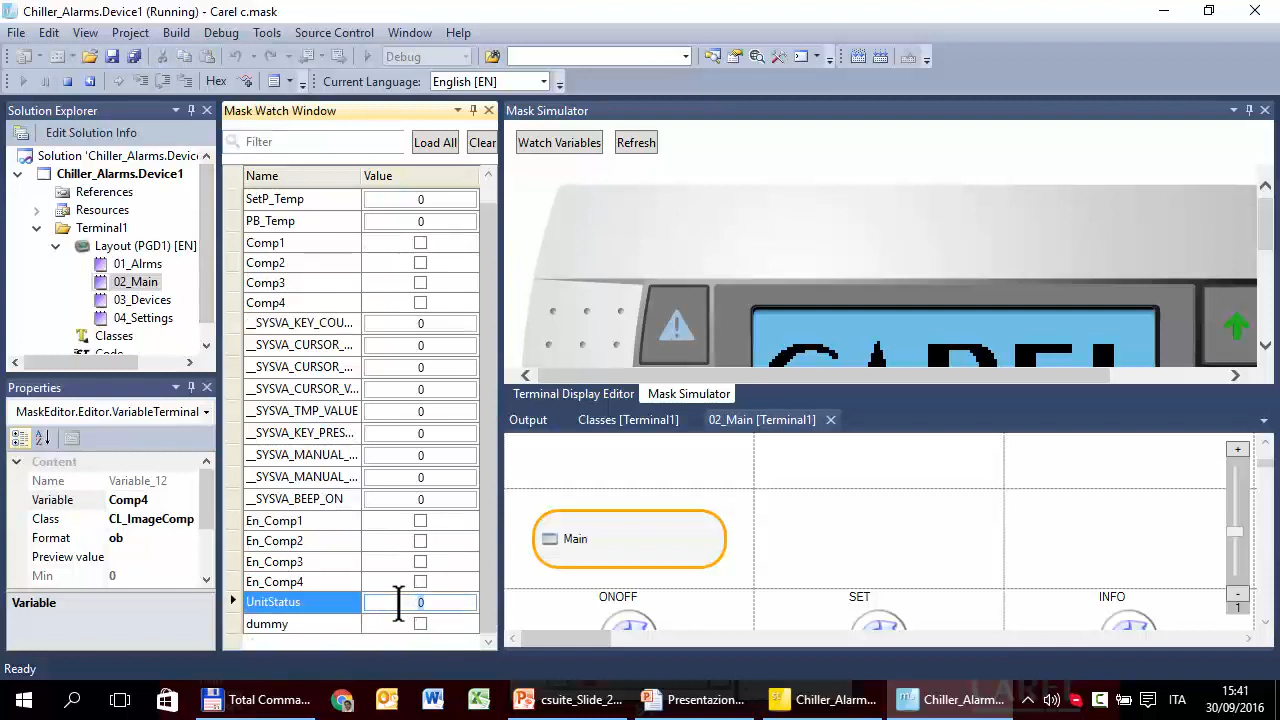 Chiller_Alarms.Device1 (Running) - Carel c.mask
File Edit View Project Build Debug Tools Source Control Window Help
Debug
Hex Current Language: English [EN]
Solution Explorer
Edit Solution Info
Solution 'Chiller_Alarms.Device
Chiller_Alarms.Device1
References
Resources
Terminal1
Layout (PGD1) [EN]
01_Alrms
02_Main
03_Devices
04_Settings
Classes
Properties
MaskEditor.Editor.VariableTerminal
Content
Name Variable_12
Variable Comp4
Class CL_ImageComp
Format ob
Preview value
Min 0
Variable
Mask Watch Window
Filter Load All Clear
Name Value
SetP_Temp 0
PB_Temp 0
Comp1
Comp2
Comp3
Comp4
__SYSVA_KEY_COU... 0
__SYSVA_CURSOR_... 0
__SYSVA_CURSOR_... 0
__SYSVA_CURSOR_V... 0
__SYSVA_TMP_VALUE 0
__SYSVA_KEY_PRES... 0
__SYSVA_MANUAL_... 0
__SYSVA_MANUAL_... 0
__SYSVA_BEEP_ON 0
En_Comp1
En_Comp2
En_Comp3
En_Comp4
UnitStatus 0
dummy
Mask Simulator
Watch Variables Refresh
CAREL
Terminal Display Editor Mask Simulator
Output Classes [Terminal1] 02_Main [Terminal1]
Main
ONOFF SET INFO
+
-
1
Ready
Total Comma... csuite_Slide_2... Presentazion... Chiller_Alarm... Chiller_Alarm... ITA
15:41
30/09/2016